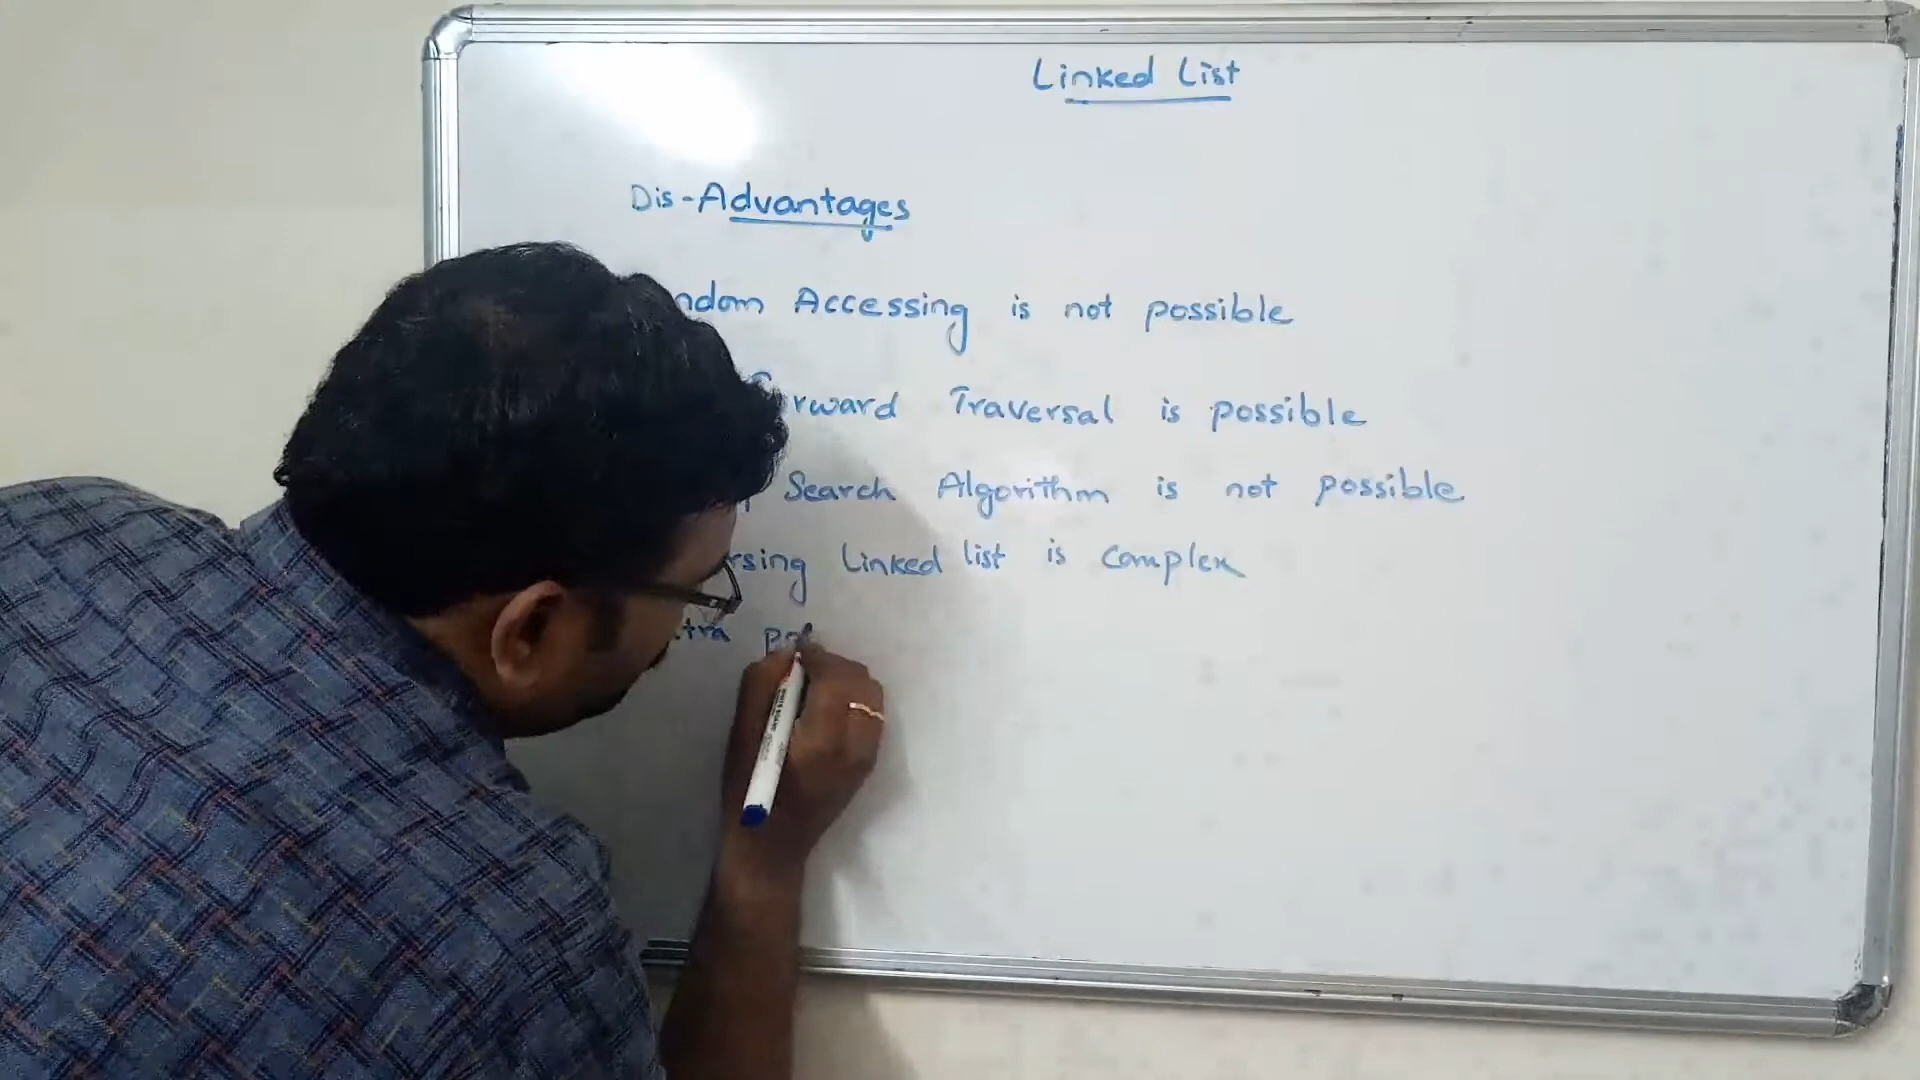 Linked List
Dis-Advantages
ndom Accessing is not possible
rward Traversal is possible
Search Algorithm is not possible
rsing Linked list is complex
tra